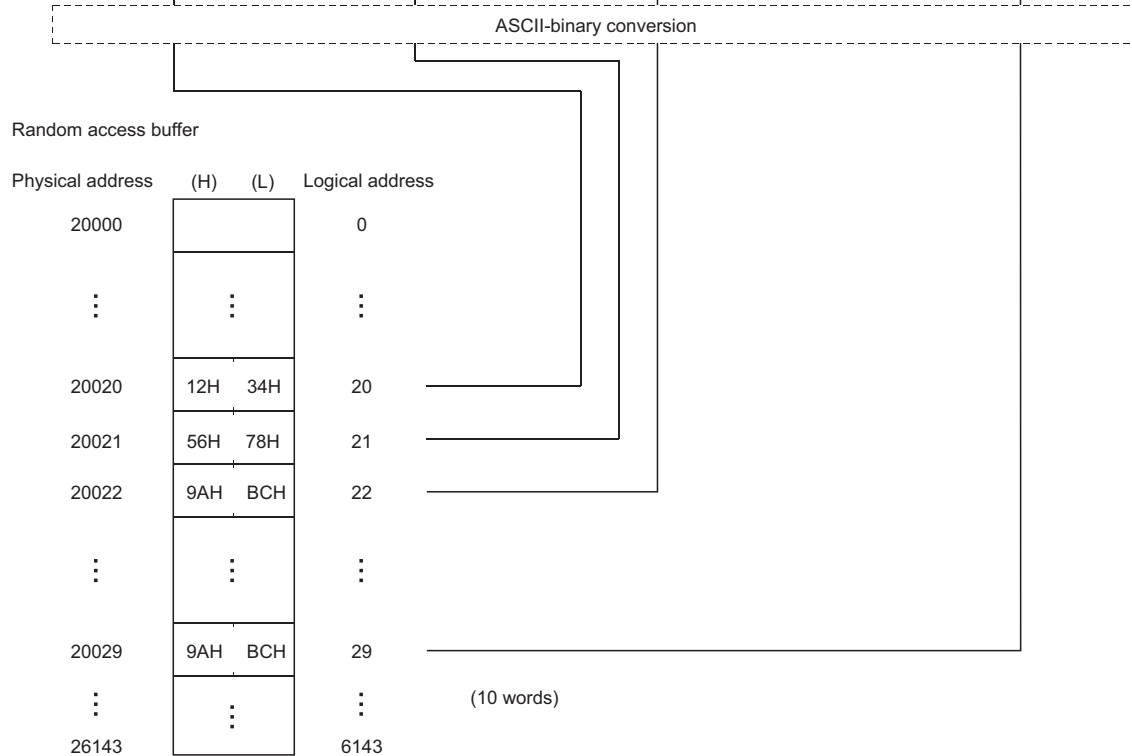 ASCII-binary conversion
Random access buffer
Physical address (H) (L) Logical address
20000 0
20020 12H 34H 20
20021 56H 78H 21
20022 9AH BCH 22
20029 9AH BCH 29
(10 words)
26143 6143